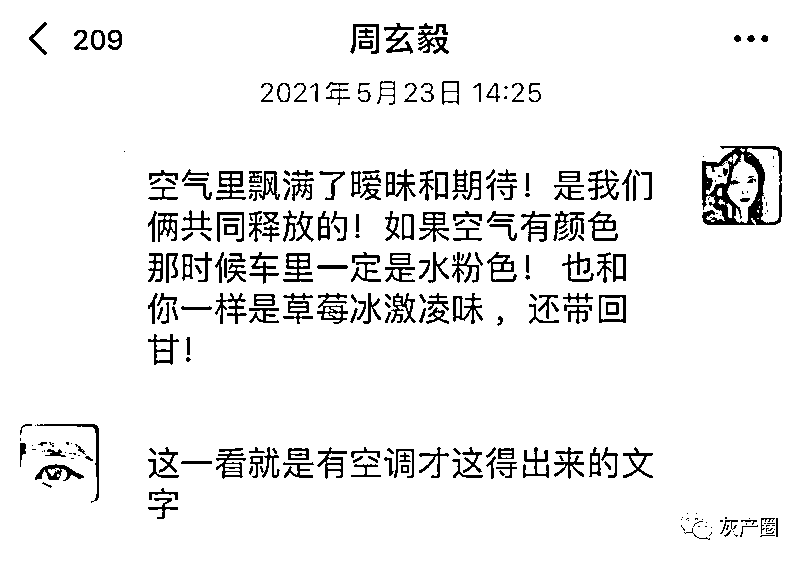 209
周玄毅
2021年5月23日 14:25
空气里飘满了暧昧和期待！是我们
俩共同释放的！如果空气有颜色
那时候车里一定是水粉色！也和
你一样是草莓冰激凌味，还带回
甘！
这一看就是有空调才这得出来的文
字
灰产圈